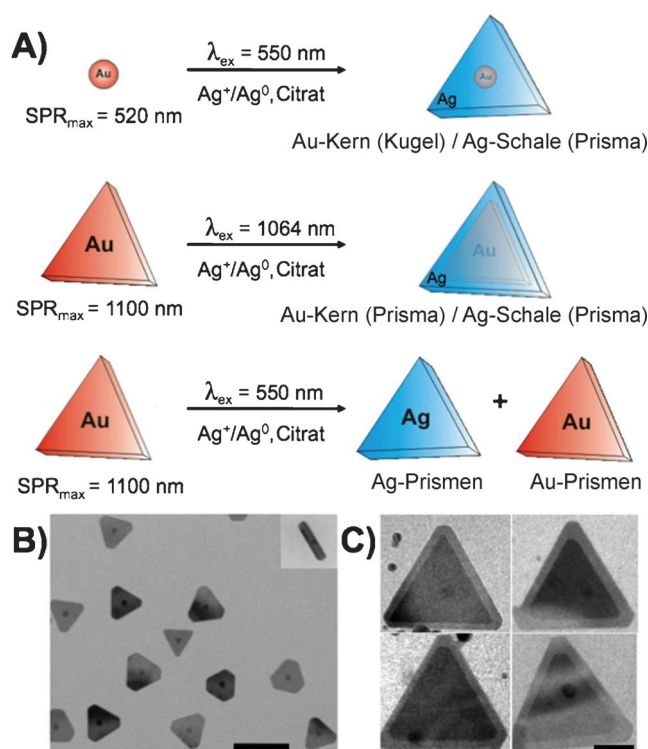 A)
Au
SPRmax = 520 nm
λex = 550 nm
Ag⁺/Ag⁰, Citrat
Au
Ag
Au-Kern (Kugel) / Ag-Schale (Prisma)
Au
SPRmax = 1100 nm
λex = 1064 nm
Ag⁺/Ag⁰, Citrat
Au
Ag
Au-Kern (Prisma) / Ag-Schale (Prisma)
Au
SPRmax = 1100 nm
λex = 550 nm
Ag⁺/Ag⁰, Citrat
Ag
+
Au
Ag-Prismen
Au-Prismen
B)
C)